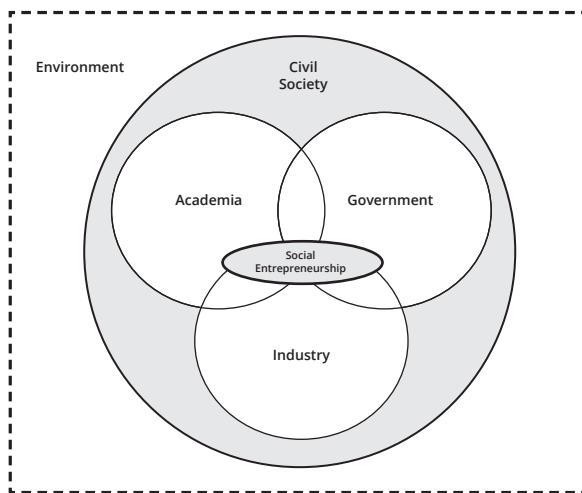 Environment
Civil
Society
Academia
Government
Social
Entrepreneurship
Industry